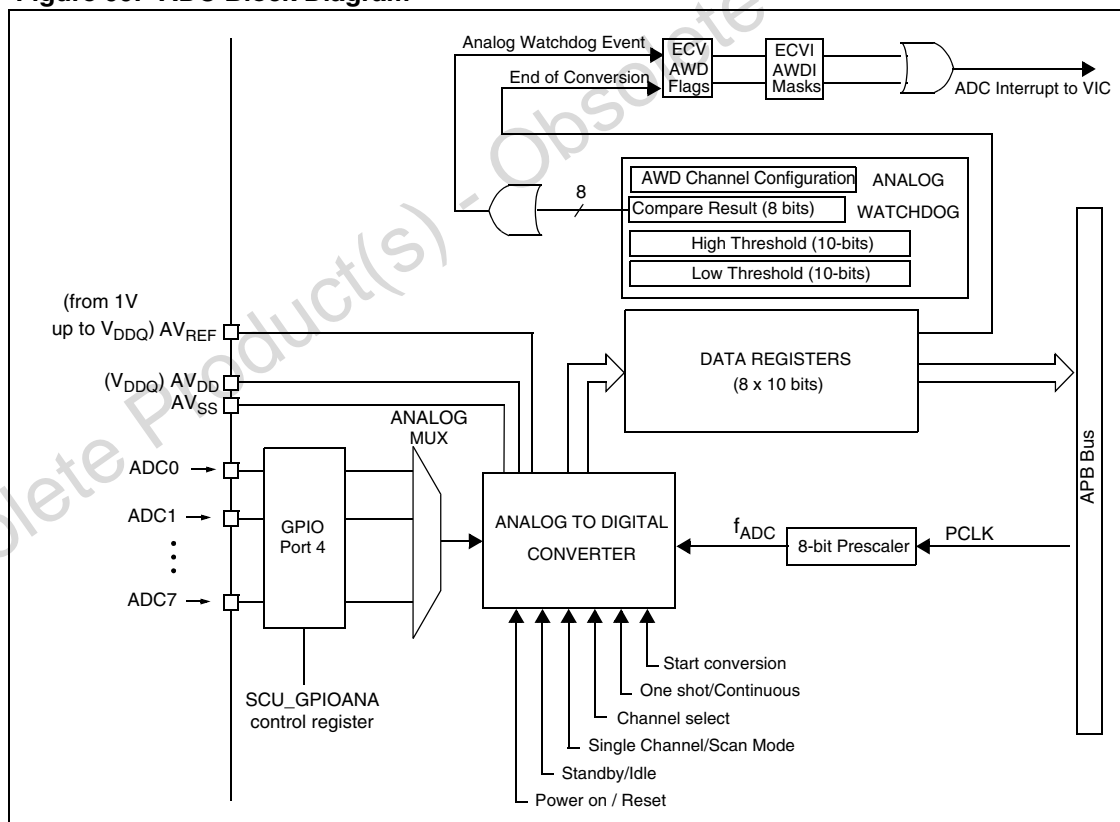 Figure 39. ADC Block Diagram
Obsolete Product(s) - Obsolete
Analog Watchdog Event
End of Conversion
ECV
AWD
Flags
ECVI
AWDI
Masks
ADC Interrupt to VIC
8
AWD Channel Configuration
Compare Result (8 bits)
ANALOG
WATCHDOG
High Threshold (10-bits)
Low Threshold (10-bits)
(from 1V
up to VDDQ) AVREF
(VDDQ) AVDD
AVSS
DATA REGISTERS
(8 x 10 bits)
ANALOG
MUX
ADC0
ADC1
ADC7
GPIO
Port 4
ANALOG TO DIGITAL
CONVERTER
fADC
8-bit Prescaler
PCLK
APB Bus
SCU_GPIOANA
control register
Start conversion
One shot/Continuous
Channel select
Single Channel/Scan Mode
Standby/Idle
Power on / Reset